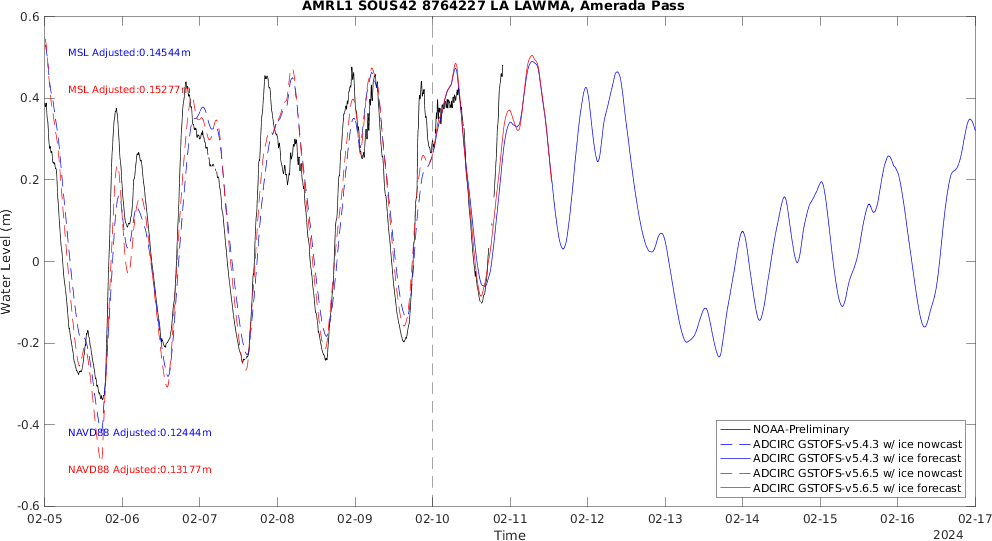 AMRL1 SOUS42 8764227 LA LAWMA, Amerada Pass
MSL Adjusted:0.14544m
MSL Adjusted:0.15277m
NAVD88 Adjusted:0.12444m
NAVD88 Adjusted:0.13177m
Water Level (m)
0.6
0.4
0.2
0
-0.2
-0.4
-0.6
NOAA-Preliminary
ADCIRC GSTOFS-v5.4.3 w/ ice nowcast
ADCIRC GSTOFS-v5.4.3 w/ ice forecast
ADCIRC GSTOFS-v5.6.5 w/ ice nowcast
ADCIRC GSTOFS-v5.6.5 w/ ice forecast
02-05 02-06 02-07 02-08 02-09 02-10 02-11 02-12 02-13 02-14 02-15 02-16 02-17
Time
2024